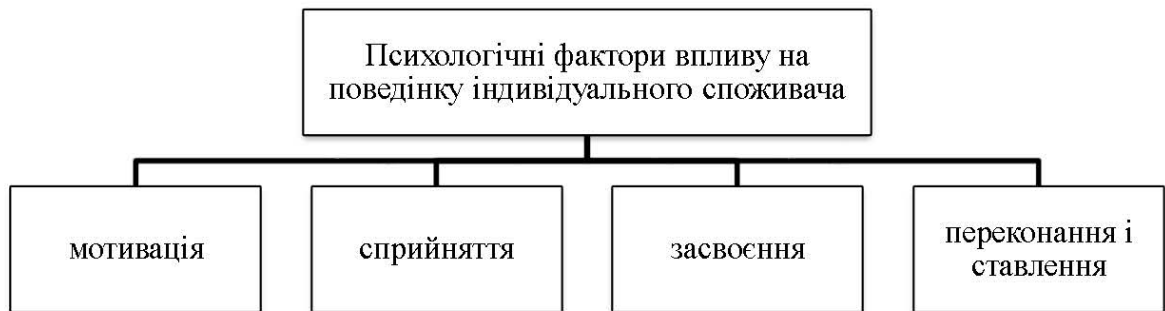 Психологічні фактори впливу на
поведінку індивідуального споживача
мотивація
сприйняття
засвоєння
переконання і
ставлення